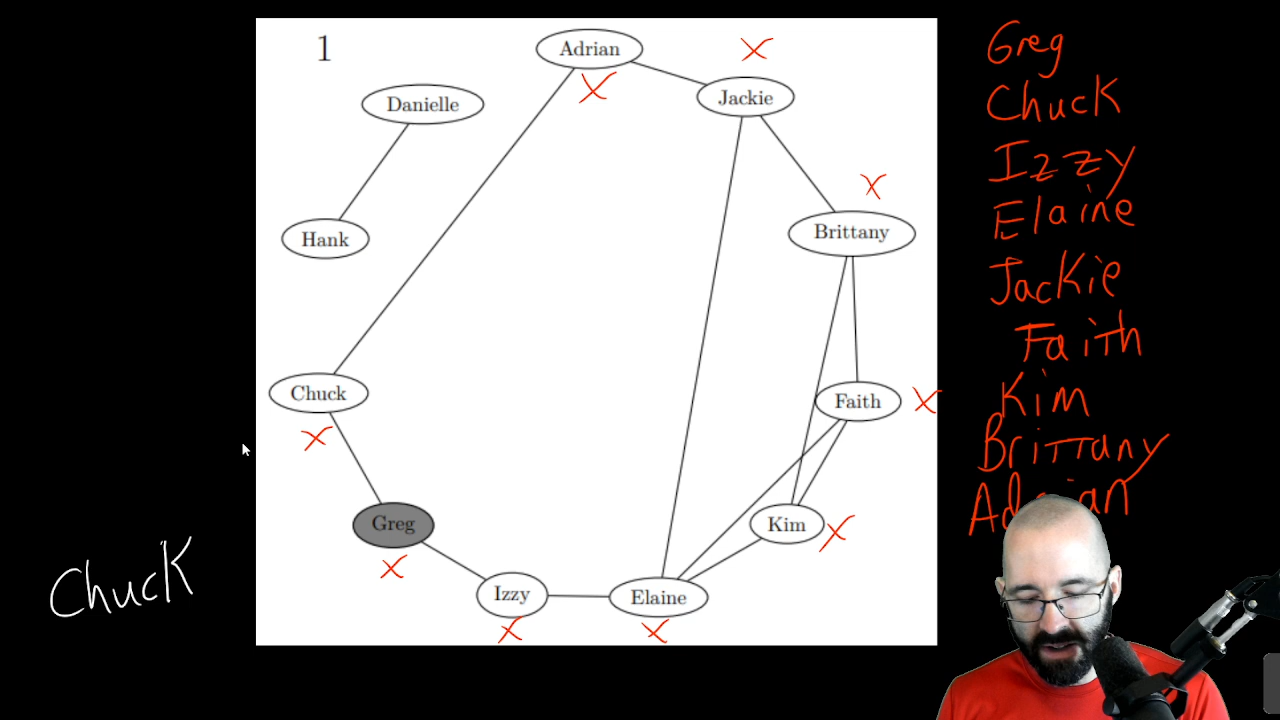 1
Adrian
Jackie
Danielle
Brittany
Hank
Chuck
Faith
Greg
Kim
Izzy
Elaine
Chuck
Greg
Chuck
Izzy
Elaine
Jackie
Faith
Kim
Brittany